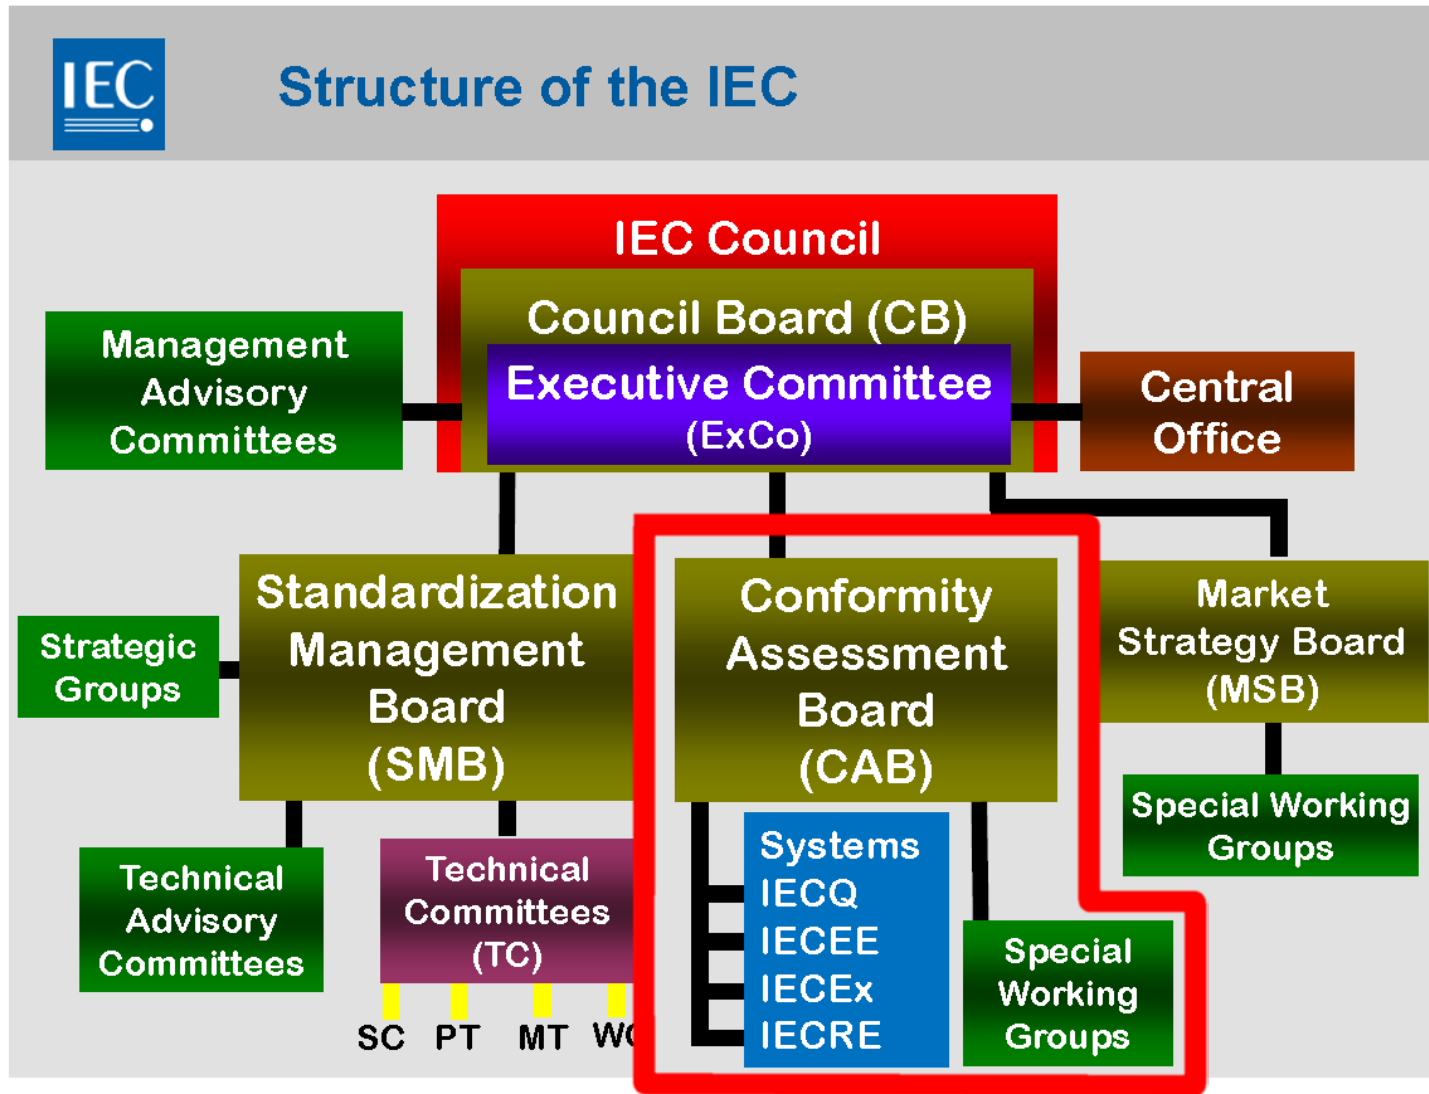 IEC
Structure of the IEC
IEC Council
Council Board (CB)
Executive Committee
(ExCo)
Management
Advisory
Committees
Central
Office
Standardization
Management
Board
(SMB)
Strategic
Groups
Technical
Advisory
Committees
Technical
Committees
(TC)
SC PT MT
Conformity
Assessment
Board
(CAB)
Systems
IECQ
IECEE
IECEx
IECRE
Special
Working
Groups
Market
Strategy Board
(MSB)
Special Working
Groups